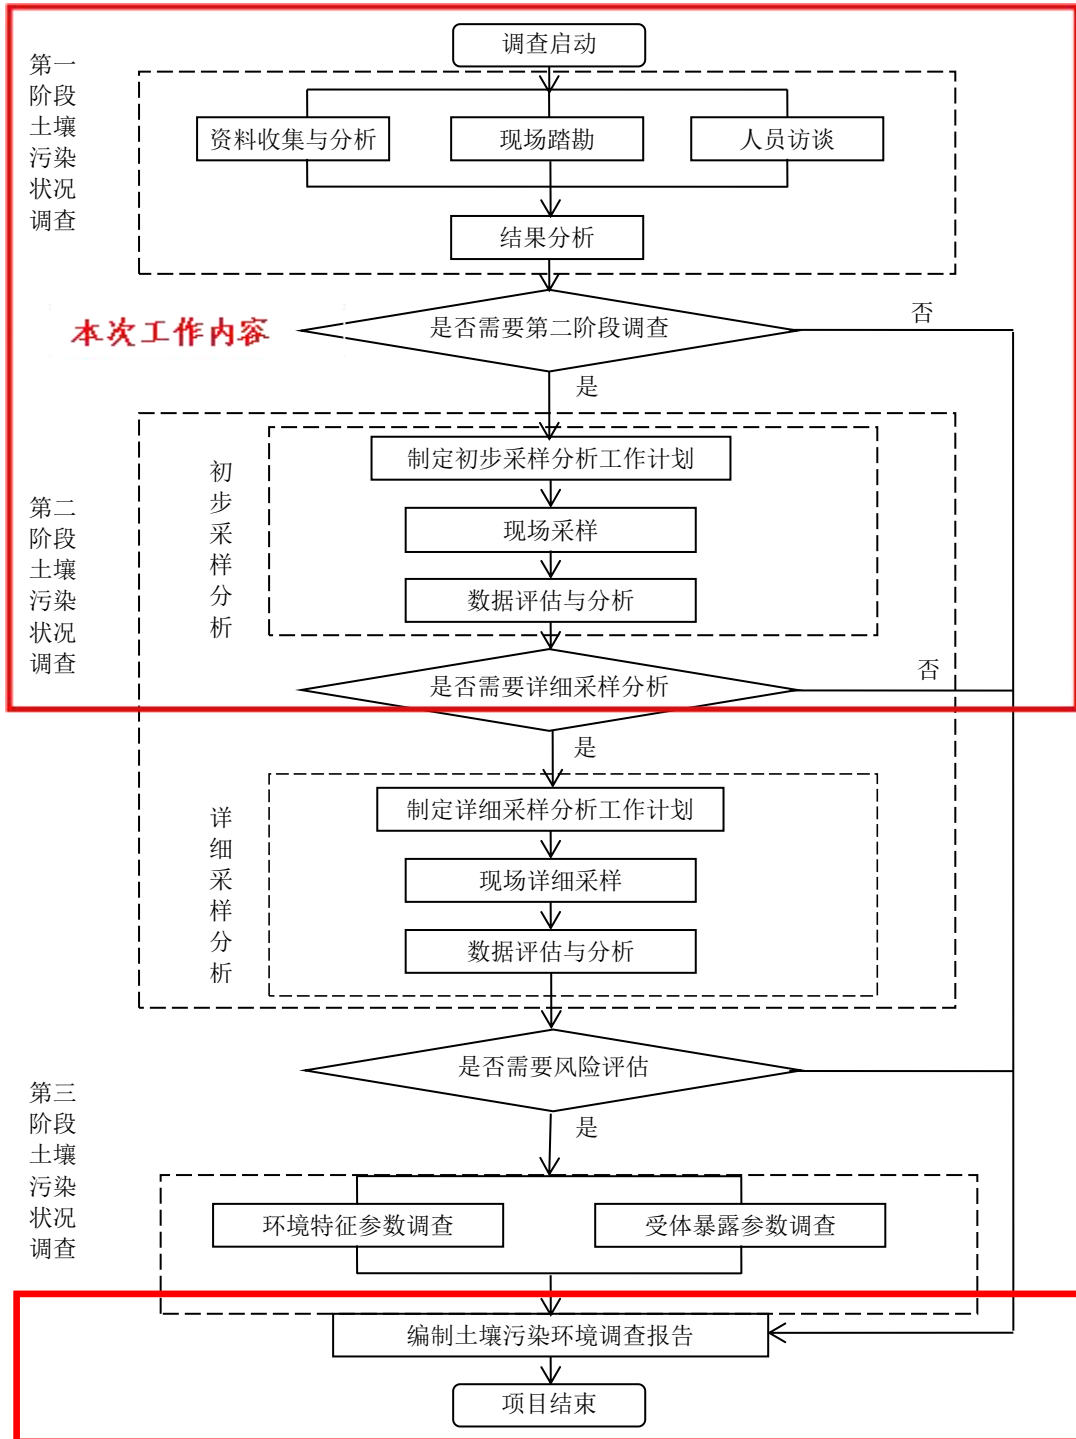 调查启动
第一
阶段
土壤
污染
状况
调查
资料收集与分析
现场踏勘
人员访谈
结果分析
本次工作内容
是否需要第二阶段调查
否
是
第二
阶段
土壤
污染
状况
调查
初
步
采
样
分
析
制定初步采样分析工作计划
现场采样
数据评估与分析
是否需要详细采样分析
否
是
详
细
采
样
分
析
制定详细采样分析工作计划
现场详细采样
数据评估与分析
是否需要风险评估
是
第三
阶段
土壤
污染
状况
调查
环境特征参数调查
受体暴露参数调查
编制土壤污染环境调查报告
项目结束